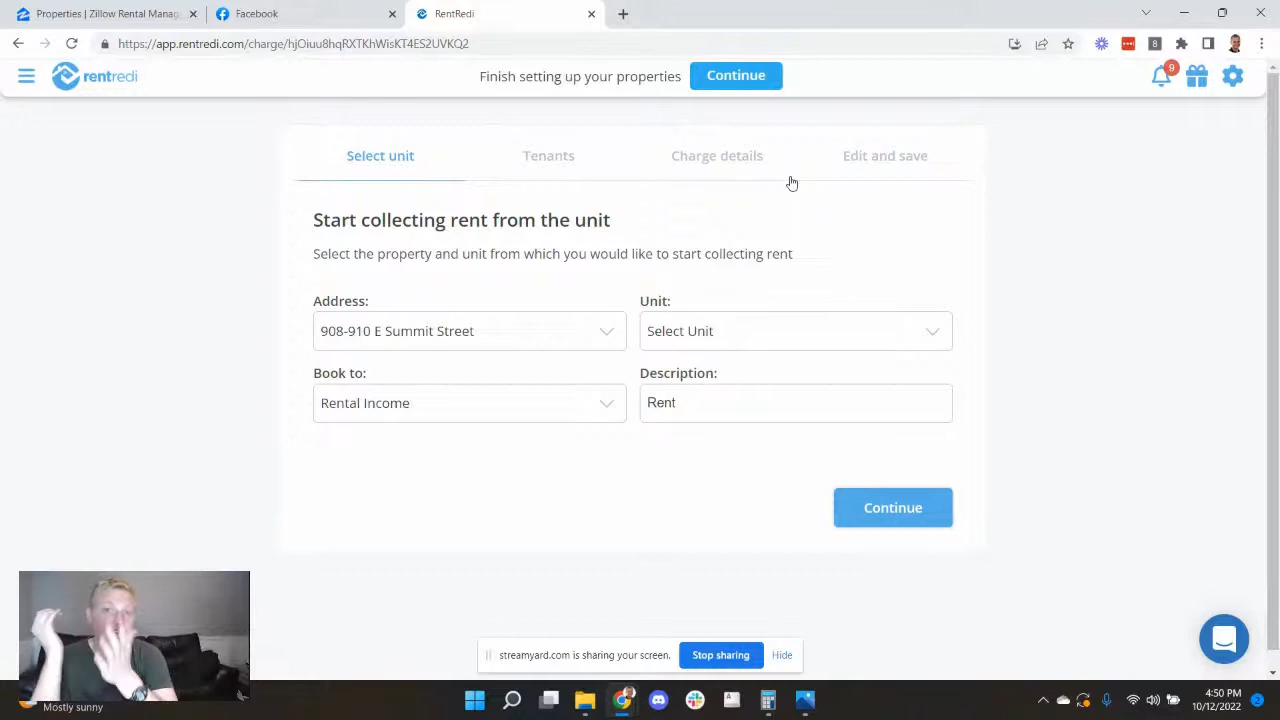 Properties | Zillow Rental Manag
Facebook
RentRedi
https://app.rentredi.com/charge/hjOiuu8hqRXTKhWisKT4ES2UVKQ2
8
rentredi
Finish setting up your properties
Continue
9
Select unit
Tenants
Charge details
Edit and save
Start collecting rent from the unit
Select the property and unit from which you would like to start collecting rent
Address:
Unit:
908-910 E Summit Street
Select Unit
Book to:
Description:
Rental Income
Rent
Continue
streamyard.com is sharing your screen.
Stop sharing
Hide
Mostly sunny
A
4:50 PM
10/12/2022
2